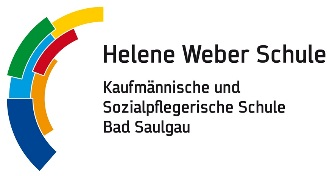 Helene Weber Schule
Kaufmännische und
Sozialpflegerische Schule
Bad Saulgau